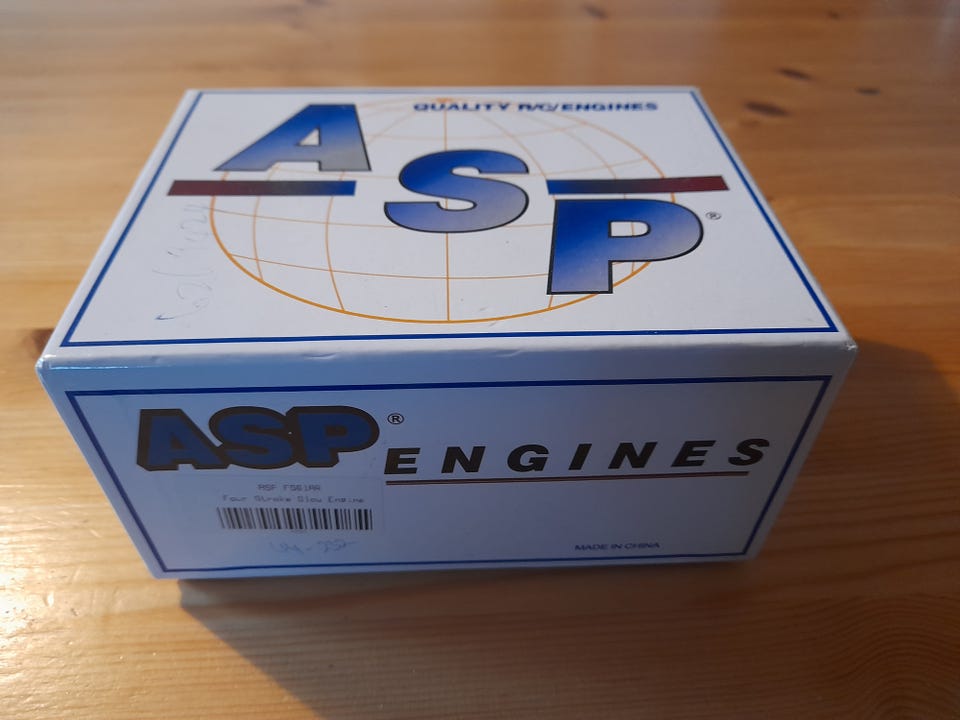 QUALITY R/C/ENGINES
ASP®
ASP®
ENGINES
ASP FS61AR
Four Stroke Glow Engine
MADE IN CHINA